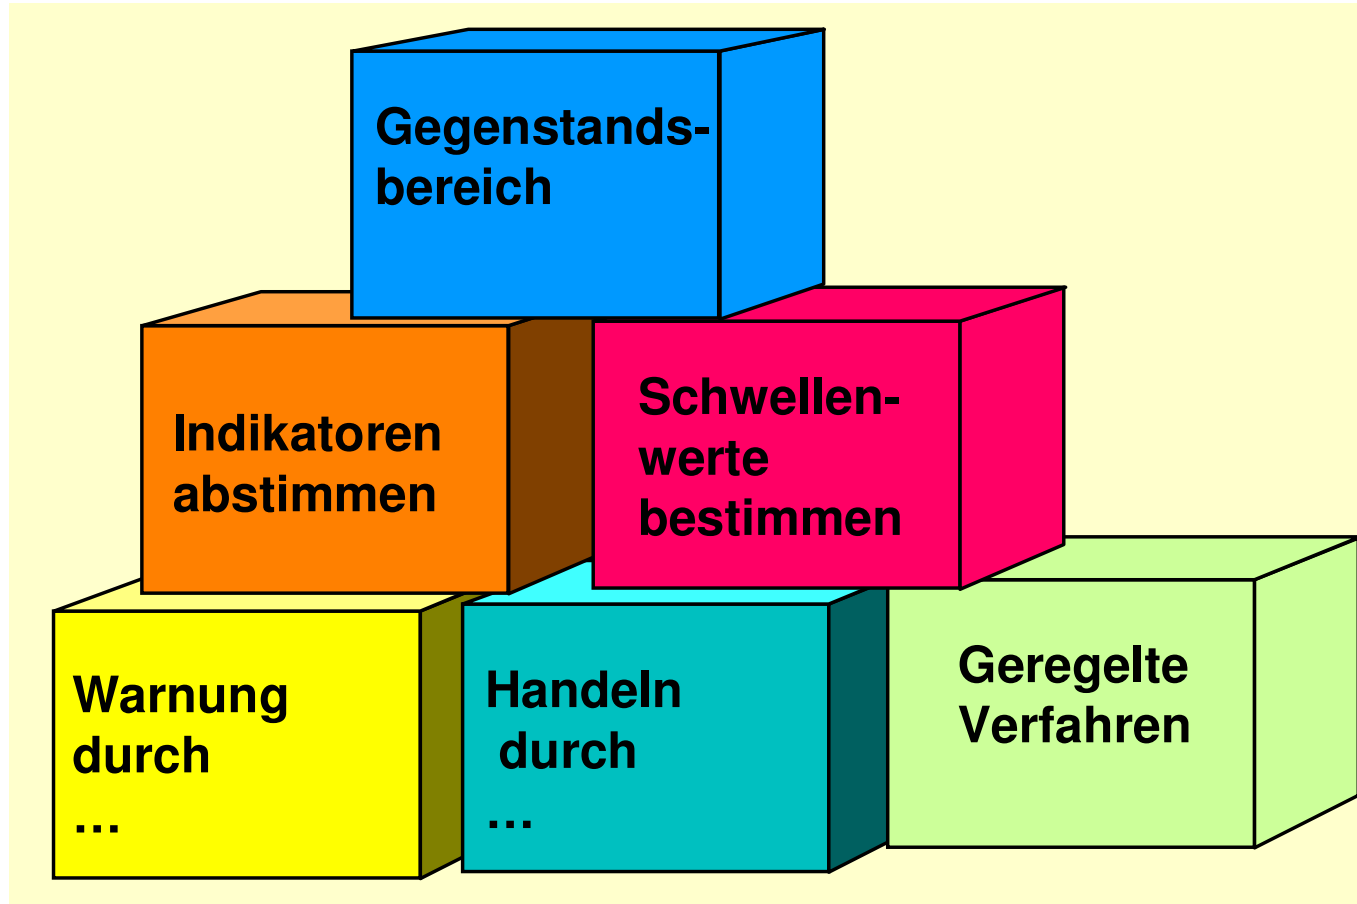 Gegenstands-
bereich
Indikatoren
abstimmen
Schwellen-
werte
bestimmen
Warnung
durch
…
Handeln
durch
…
Geregelte
Verfahren